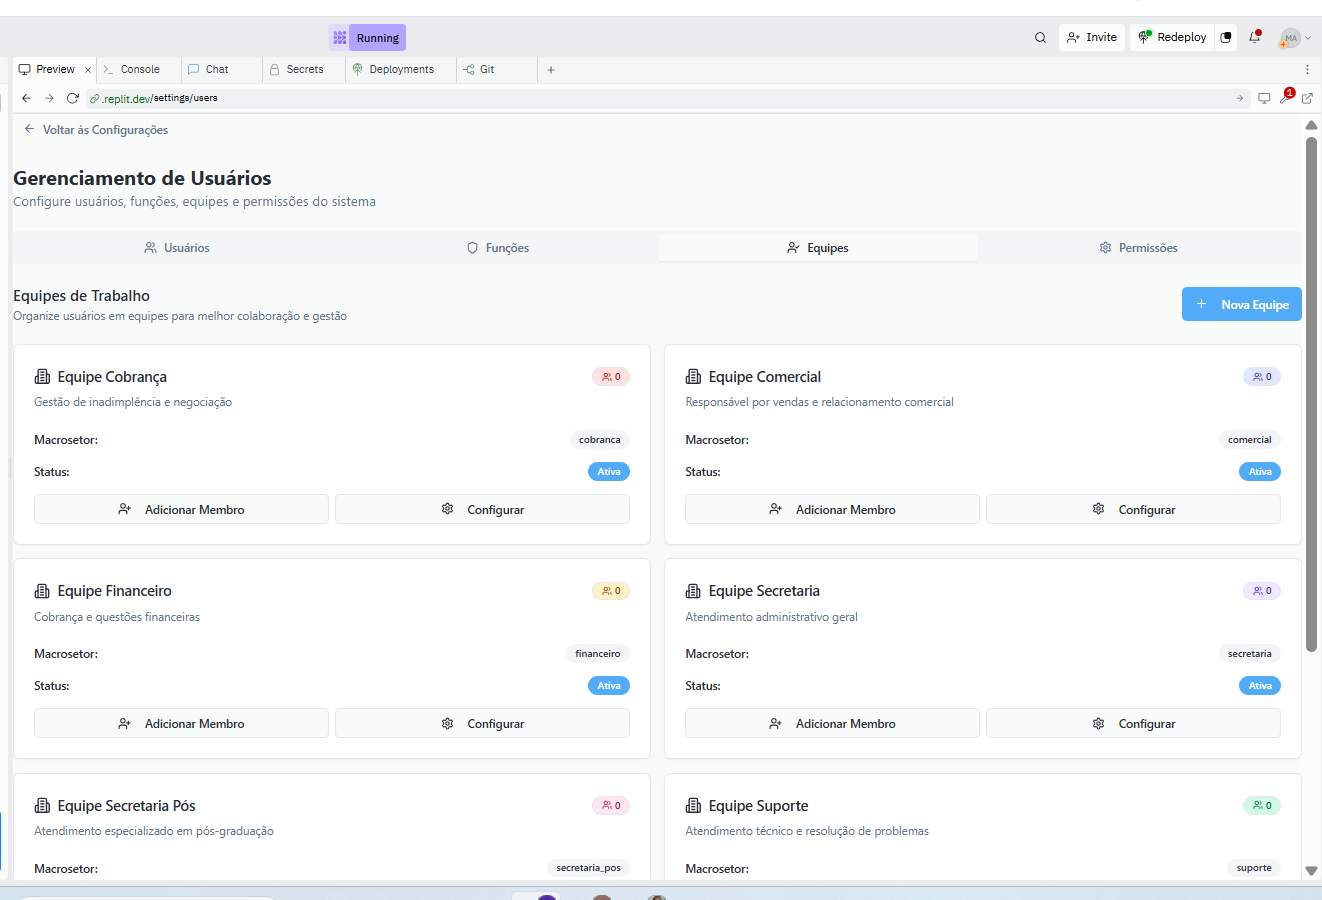 Running
Invite
Redeploy
MA
Preview
Console
Chat
Secrets
Deployments
Git
.replit.dev/settings/users
1
Voltar às Configurações
Gerenciamento de Usuários
Configure usuários, funções, equipes e permissões do sistema
Usuários
Funções
Equipes
Permissões
Equipes de Trabalho
Organize usuários em equipes para melhor colaboração e gestão
+ Nova Equipe
Equipe Cobrança
0
Gestão de inadimplência e negociação
Macrosetor: cobranca
Status: Ativa
Adicionar Membro
Configurar
Equipe Comercial
0
Responsável por vendas e relacionamento comercial
Macrosetor: comercial
Status: Ativa
Adicionar Membro
Configurar
Equipe Financeiro
0
Cobrança e questões financeiras
Macrosetor: financeiro
Status: Ativa
Adicionar Membro
Configurar
Equipe Secretaria
0
Atendimento administrativo geral
Macrosetor: secretaria
Status: Ativa
Adicionar Membro
Configurar
Equipe Secretaria Pós
0
Atendimento especializado em pós-graduação
Macrosetor: secretaria_pos
Equipe Suporte
0
Atendimento técnico e resolução de problemas
Macrosetor: suporte